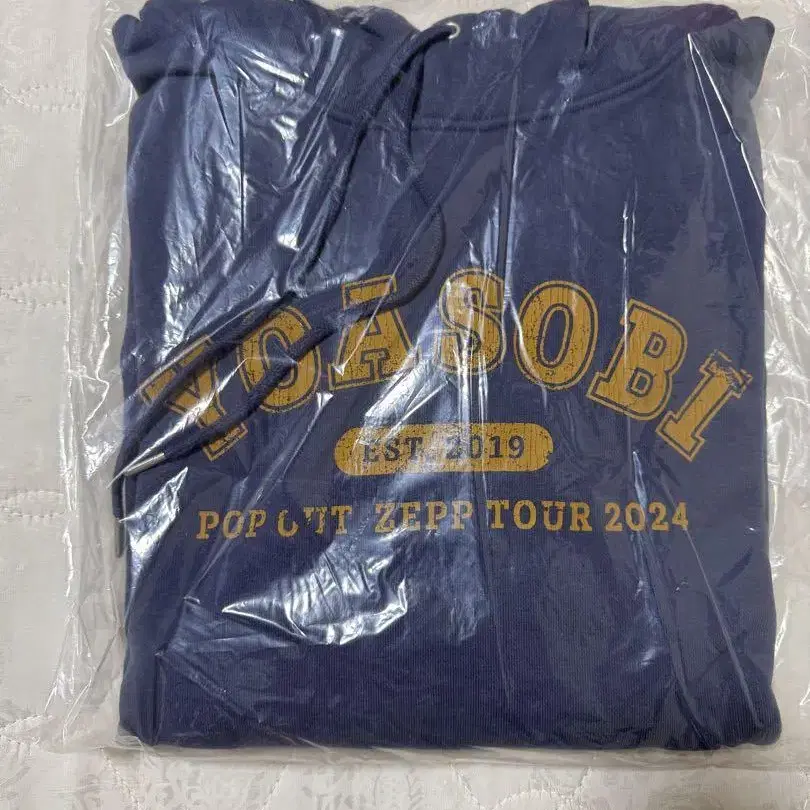 YOASOBI
EST. 2019
POP OUT ZEPP TOUR 2024